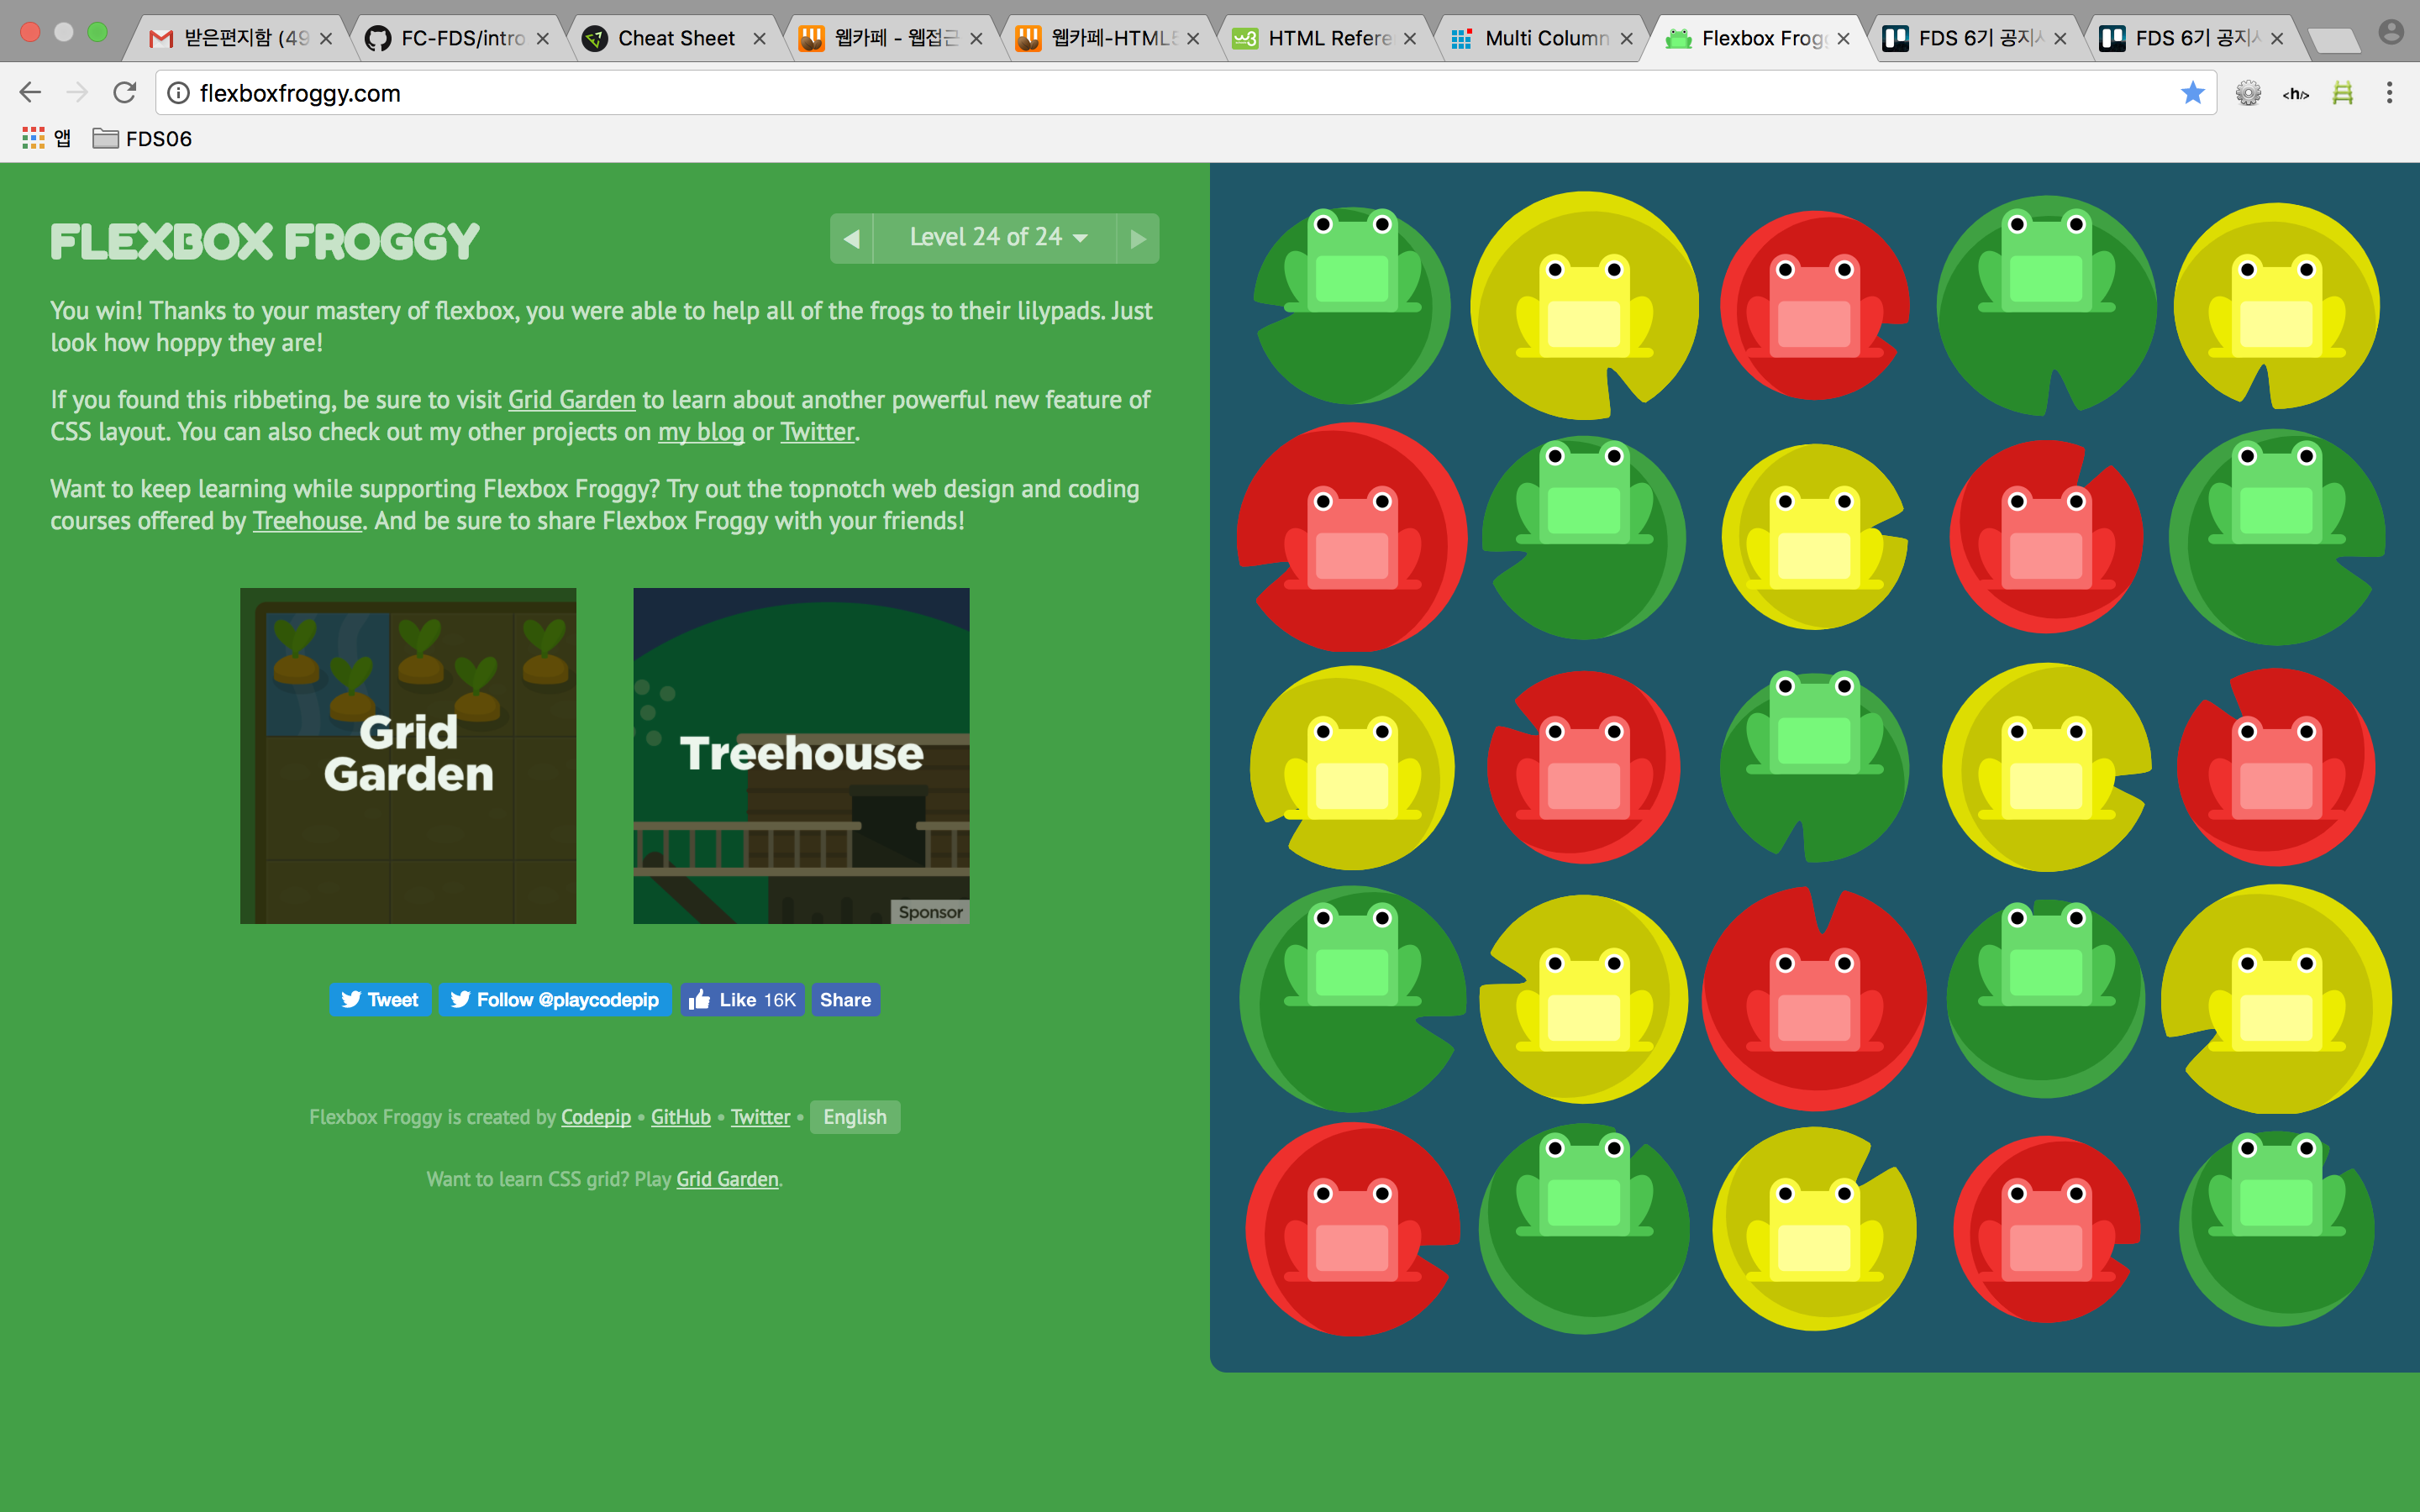 받은편지함 (49
FC-FDS/intro
Cheat Sheet
웹카페 - 웹접근
웹카페-HTML5
HTML Refere
Multi Column
Flexbox Frog
FDS 6기 공지
FDS 6기 공지
flexboxfroggy.com
<h/>
앱
FDS06
FLEXBOX FROGGY
Level 24 of 24
You win! Thanks to your mastery of flexbox, you were able to help all of the frogs to their lilypads. Just
look how hoppy they are!
If you found this ribbeting, be sure to visit Grid Garden to learn about another powerful new feature of
CSS layout. You can also check out my other projects on my blog or Twitter.
Want to keep learning while supporting Flexbox Froggy? Try out the topnotch web design and coding
courses offered by Treehouse. And be sure to share Flexbox Froggy with your friends!
Grid
Garden
Treehouse
Sponsor
Tweet
Follow @playcodepip
Like 16K
Share
Flexbox Froggy is created by Codepip • GitHub • Twitter • English
Want to learn CSS grid? Play Grid Garden.